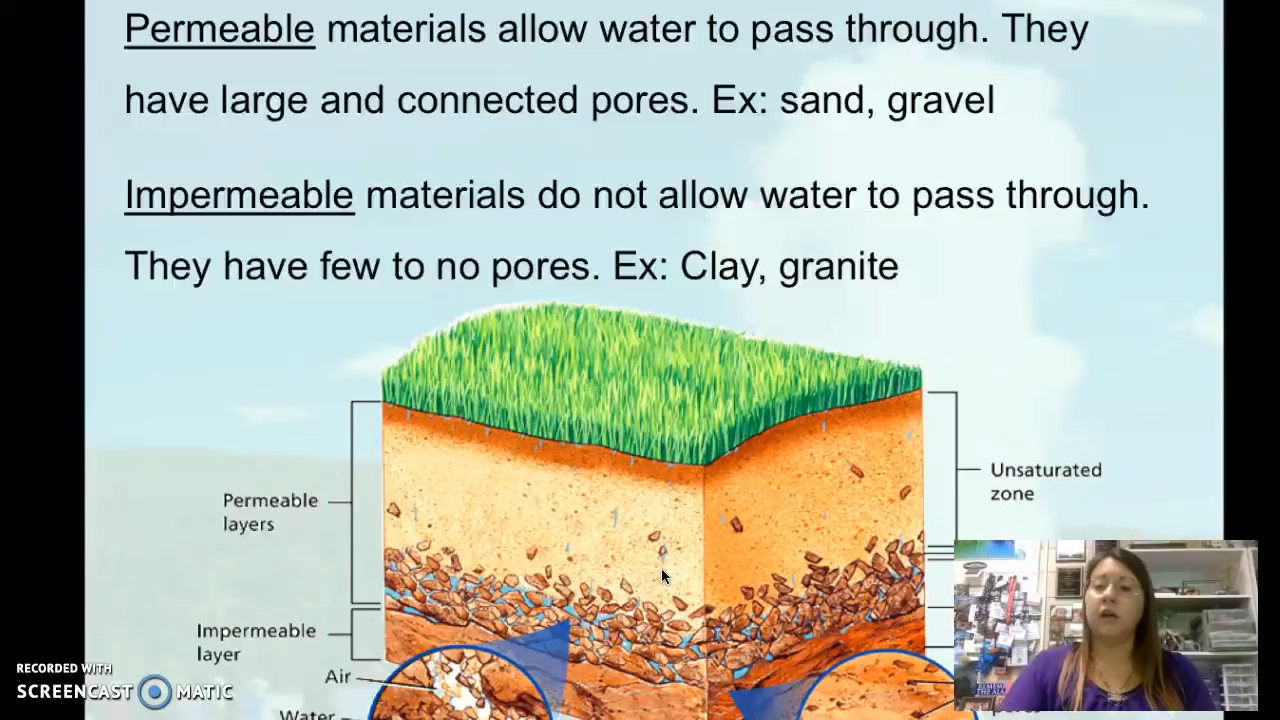 Permeable materials allow water to pass through. They
have large and connected pores. Ex: sand, gravel
Impermeable materials do not allow water to pass through.
They have few to no pores. Ex: Clay, granite
Permeable
layers
Unsaturated
zone
Impermeable
layer
Air
Water
RECORDED WITH
SCREENCAST MATIC